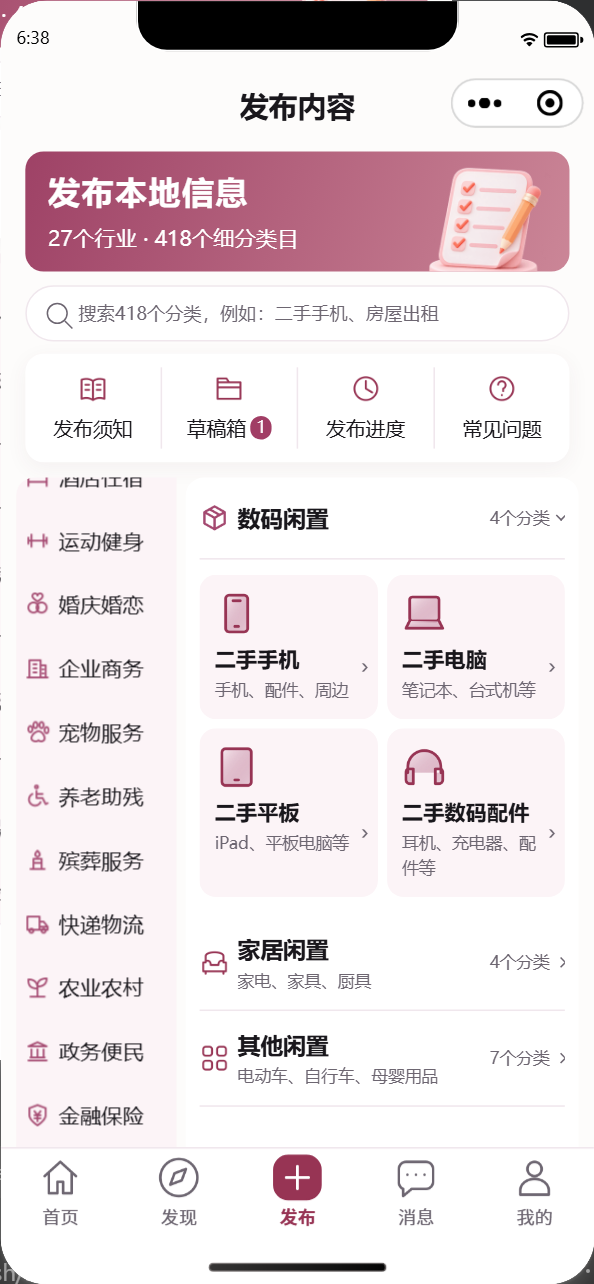 6:38
发布内容
发布本地信息
27个行业 · 418个细分类目
搜索418个分类，例如：二手手机、房屋出租
发布须知
草稿箱 1
发布进度
常见问题
酒店住宿
运动健身
婚庆婚恋
企业商务
宠物服务
养老助残
殡葬服务
快递物流
农业农村
政务便民
金融保险
数码闲置
4个分类
二手手机
手机、配件、周边
二手电脑
笔记本、台式机等
二手平板
iPad、平板电脑等
二手数码配件
耳机、充电器、配
件等
家居闲置
家电、家具、厨具
4个分类
其他闲置
电动车、自行车、母婴用品
7个分类
首页
发现
发布
消息
我的